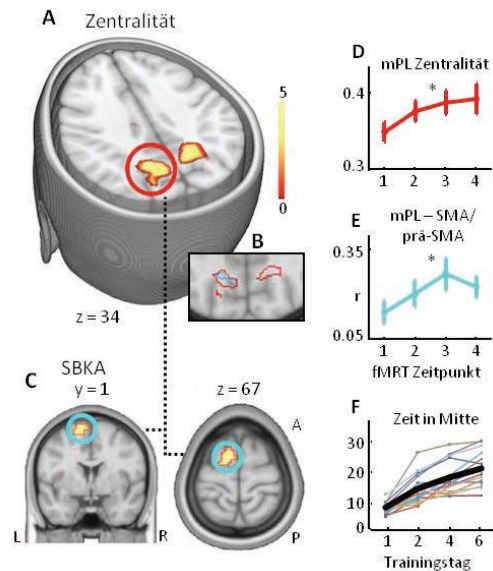 A
Zentralität
5
0
B
z = 34
C
SBKA
y = 1
z = 67
A
L
R
P
D
mPL Zentralität
*
0.4
0.3
1 2 3 4
E
mPL – SMA/
prä-SMA
0.35
*
r
0.05
1 2 3 4
fMRT Zeitpunkt
F
Zeit in Mitte
30
20
10
0
1 2 4 6
Trainingstag